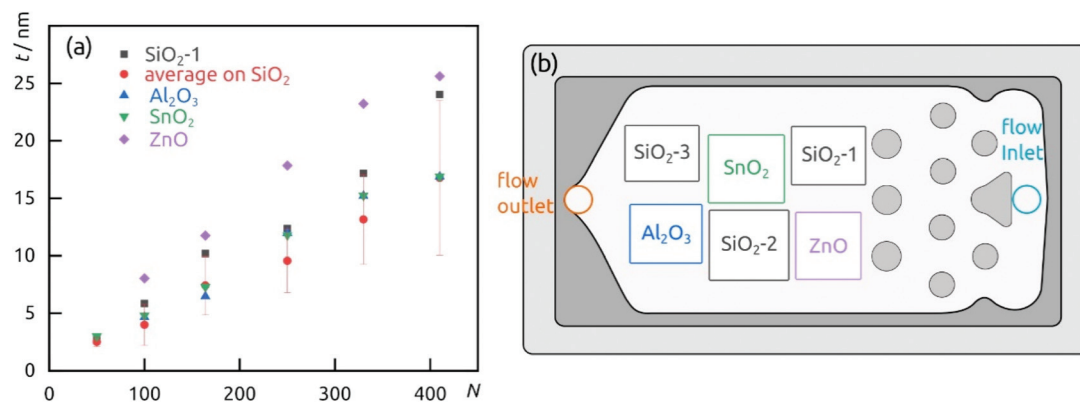 t / nm
(a)
SiO₂-1
average on SiO₂
Al₂O₃
SnO₂
ZnO
25
20
15
10
5
0
0 100 200 300 400 N
(b)
flow
Inlet
SiO₂-3
SnO₂
SiO₂-1
flow
outlet
Al₂O₃
SiO₂-2
ZnO